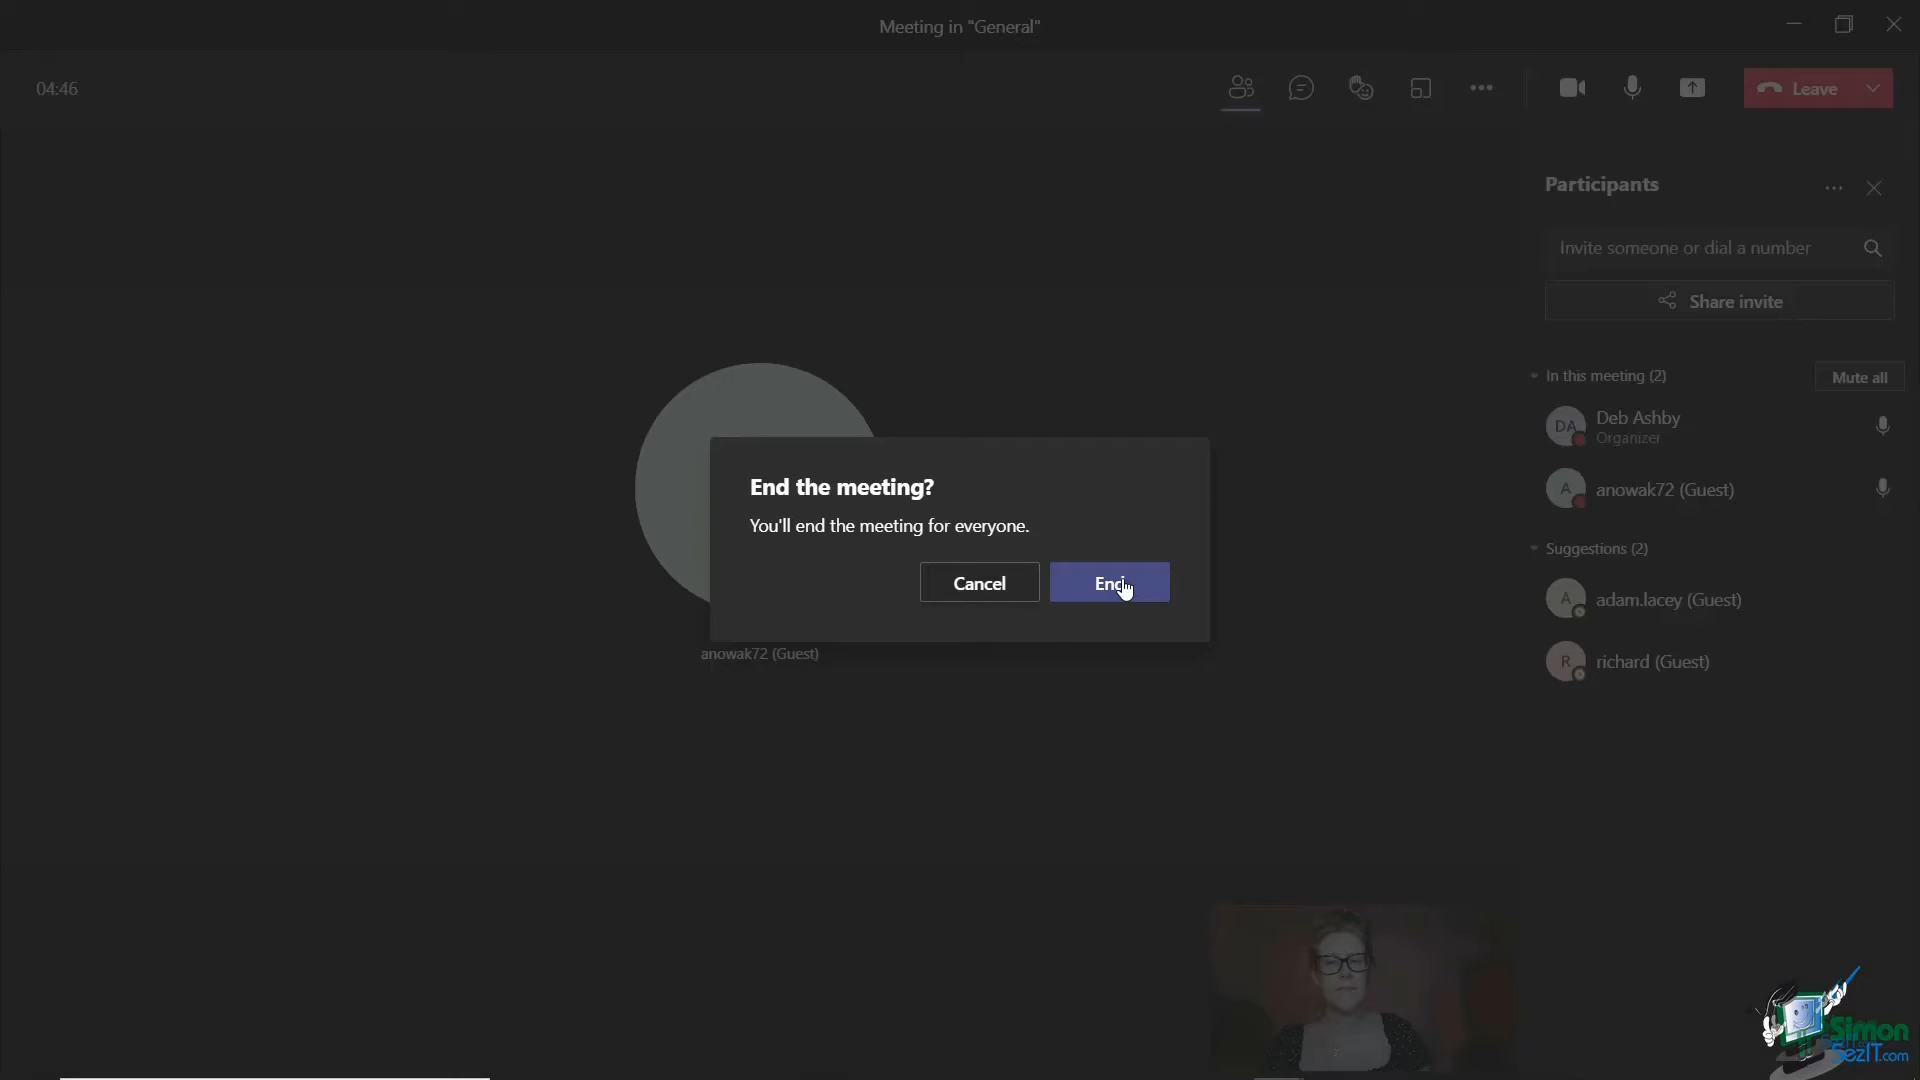 Meeting in "General"
04:46
Leave
Participants
Invite someone or dial a number
Share invite
In this meeting (2)
Mute all
DA
Deb Ashby
Organizer
A
anowak72 (Guest)
Suggestions (2)
A
adam.lacey (Guest)
R
richard (Guest)
End the meeting?
You'll end the meeting for everyone.
Cancel
End
anowak72 (Guest)
Simon
SezIT.com